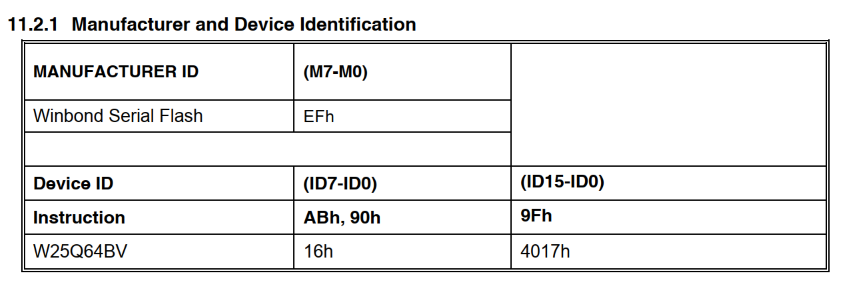 11.2.1 Manufacturer and Device Identification
MANUFACTURER ID (M7-M0)
Winbond Serial Flash EFh
Device ID (ID7-ID0) (ID15-ID0)
Instruction ABh, 90h 9Fh
W25Q64BV 16h 4017h